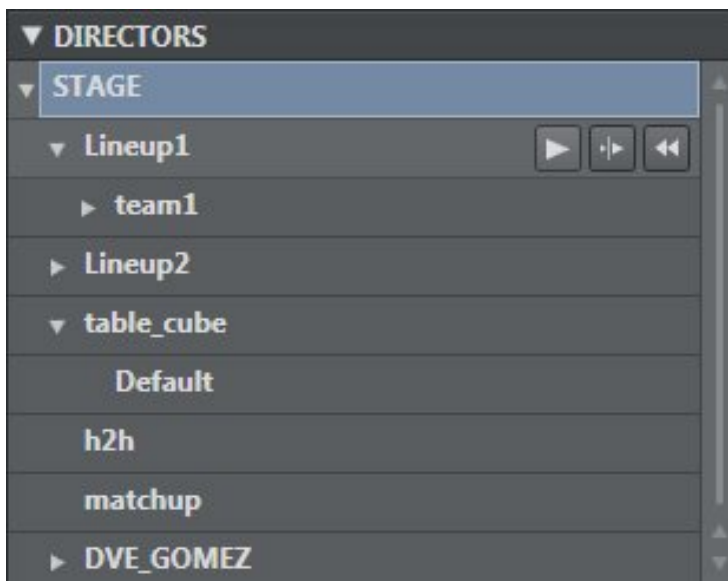 DIRECTORS
STAGE
Lineup1
team1
Lineup2
table_cube
Default
h2h
matchup
DVE_GOMEZ